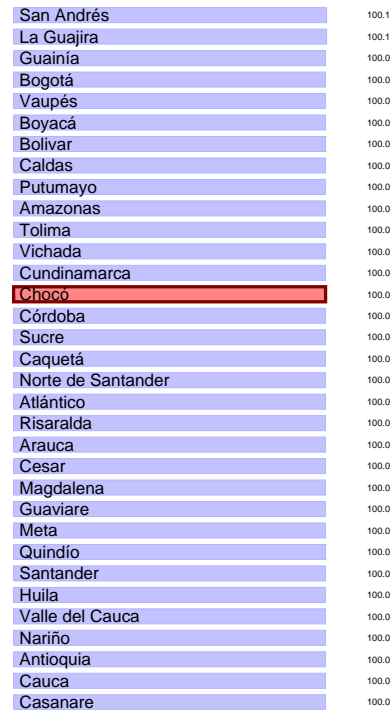 San Andrés 100.1
La Guajira 100.1
Guainía 100.0
Bogotá 100.0
Vaupés 100.0
Boyacá 100.0
Bolivar 100.0
Caldas 100.0
Putumayo 100.0
Amazonas 100.0
Tolima 100.0
Vichada 100.0
Cundinamarca 100.0
Chocó 100.0
Córdoba 100.0
Sucre 100.0
Caquetá 100.0
Norte de Santander 100.0
Atlántico 100.0
Risaralda 100.0
Arauca 100.0
Cesar 100.0
Magdalena 100.0
Guaviare 100.0
Meta 100.0
Quindío 100.0
Santander 100.0
Huila 100.0
Valle del Cauca 100.0
Nariño 100.0
Antioquia 100.0
Cauca 100.0
Casanare 100.0